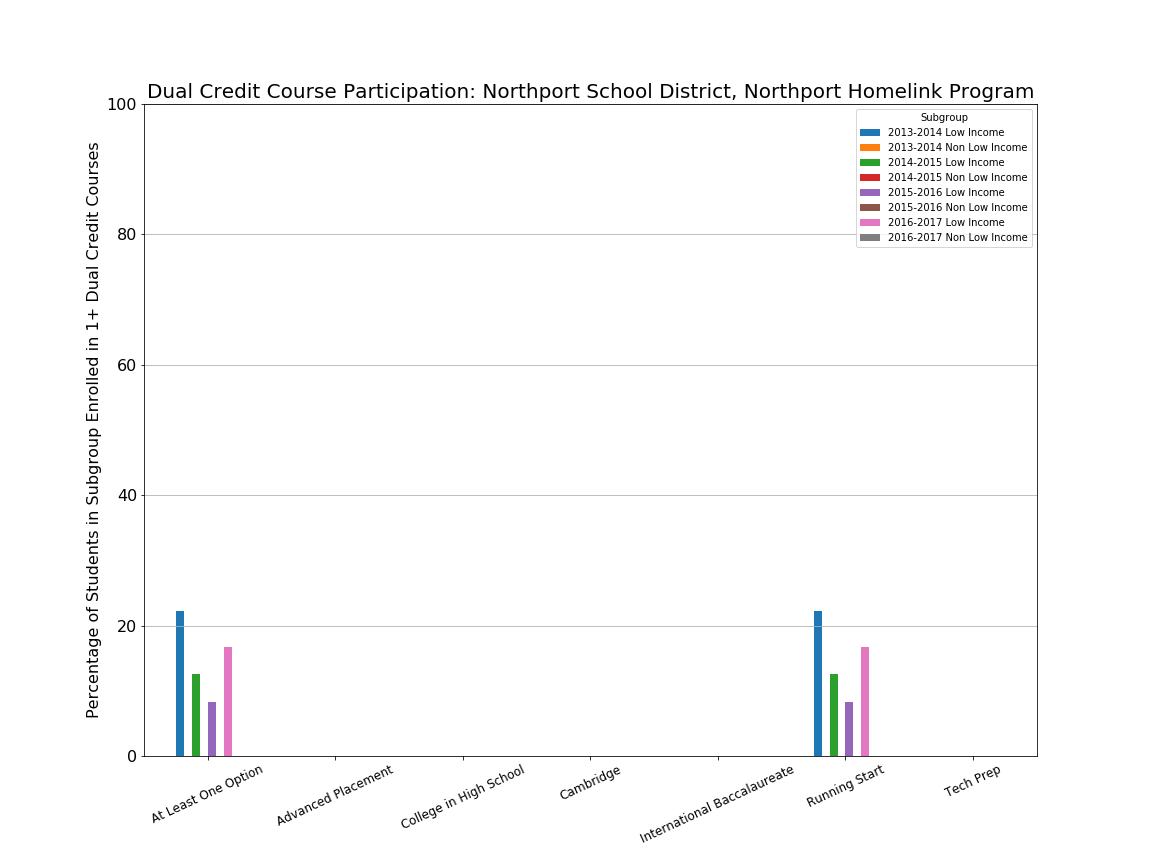 Dual Credit Course Participation: Northport School District, Northport Homelink Program
Percentage of Students in Subgroup Enrolled in 1+ Dual Credit Courses
100
80
60
40
20
0
Subgroup
2013-2014 Low Income
2013-2014 Non Low Income
2014-2015 Low Income
2014-2015 Non Low Income
2015-2016 Low Income
2015-2016 Non Low Income
2016-2017 Low Income
2016-2017 Non Low Income
At Least One Option
Advanced Placement
College in High School
Cambridge
International Baccalaureate
Running Start
Tech Prep